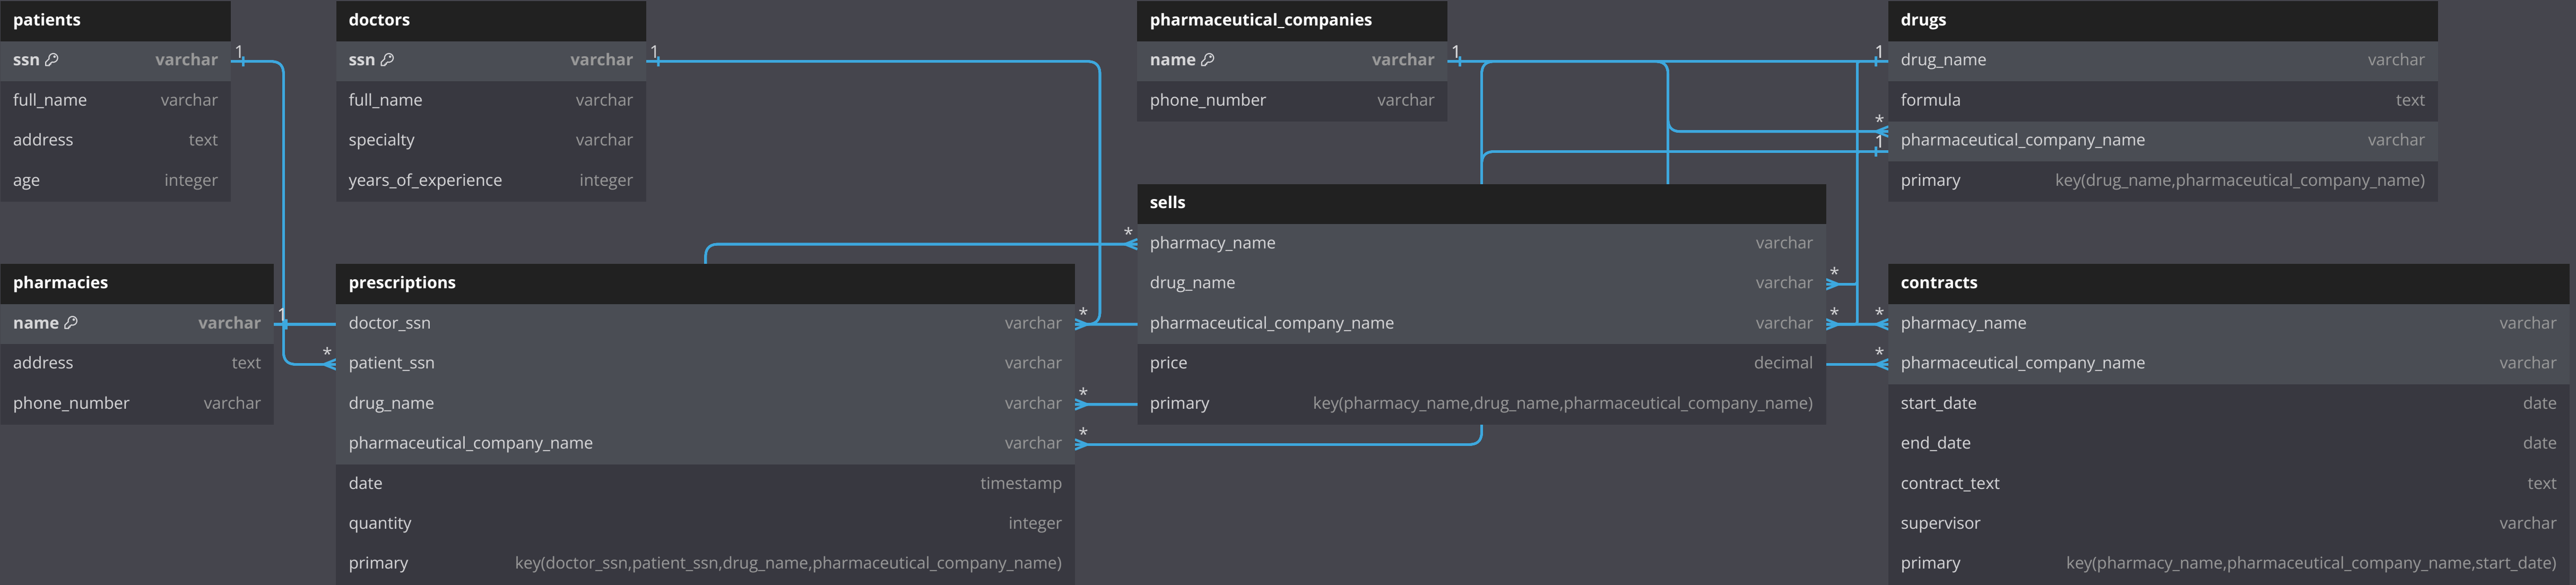 patients
ssn varchar
full_name varchar
address text
age integer
1
doctors
ssn varchar
full_name varchar
specialty varchar
years_of_experience integer
1
pharmaceutical_companies
name varchar
phone_number varchar
1
drugs
1 drug_name varchar
formula text
* pharmaceutical_company_name varchar
1
primary key(drug_name,pharmaceutical_company_name)
sells
* pharmacy_name varchar
drug_name varchar *
pharmaceutical_company_name varchar *
price decimal
primary key(pharmacy_name,drug_name,pharmaceutical_company_name)
pharmacies
name varchar 1
address text
phone_number varchar
prescriptions
doctor_ssn varchar *
* patient_ssn varchar
drug_name varchar *
pharmaceutical_company_name varchar *
date timestamp
quantity integer
primary key(doctor_ssn,patient_ssn,drug_name,pharmaceutical_company_name)
contracts
* pharmacy_name varchar
* pharmaceutical_company_name varchar
start_date date
end_date date
contract_text text
supervisor varchar
primary key(pharmacy_name,pharmaceutical_company_name,start_date)